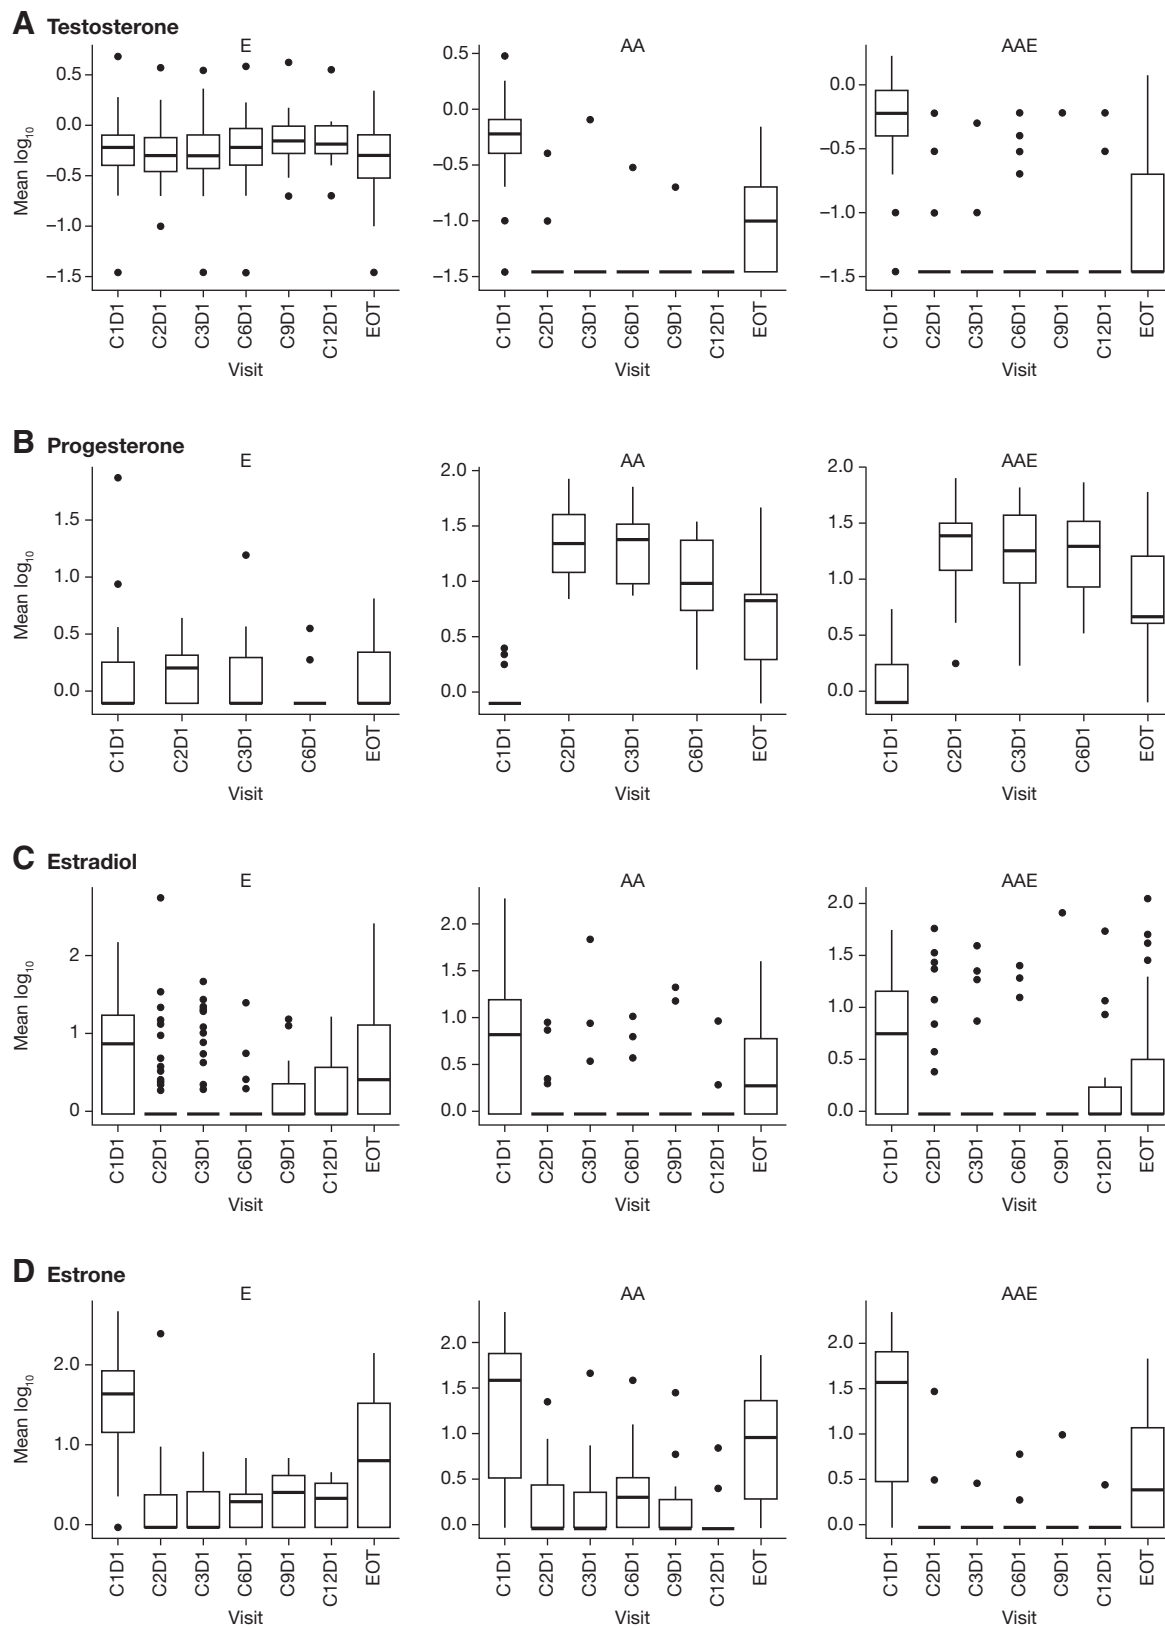 A Testosterone
E
AA
AAE
Mean log10
0.5
0.0
−0.5
−1.0
−1.5
0.5
0.0
−0.5
−1.0
−1.5
0.0
−0.5
−1.0
−1.5
C1D1 C2D1 C3D1 C6D1 C9D1 C12D1 EOT
C1D1 C2D1 C3D1 C6D1 C9D1 C12D1 EOT
C1D1 C2D1 C3D1 C6D1 C9D1 C12D1 EOT
Visit
Visit
Visit
B Progesterone
E
AA
AAE
Mean log10
1.5
1.0
0.5
0.0
2.0
1.5
1.0
0.5
0.0
2.0
1.5
1.0
0.5
0.0
C1D1 C2D1 C3D1 C6D1 EOT
C1D1 C2D1 C3D1 C6D1 EOT
C1D1 C2D1 C3D1 C6D1 EOT
Visit
Visit
Visit
C Estradiol
E
AA
AAE
Mean log10
2
1
0
2.0
1.5
1.0
0.5
0.0
2.0
1.5
1.0
0.5
0.0
C1D1 C2D1 C3D1 C6D1 C9D1 C12D1 EOT
C1D1 C2D1 C3D1 C6D1 C9D1 C12D1 EOT
C1D1 C2D1 C3D1 C6D1 C9D1 C12D1 EOT
Visit
Visit
Visit
D Estrone
E
AA
AAE
Mean log10
2.0
1.0
0.0
2.0
1.5
1.0
0.5
0.0
2.0
1.5
1.0
0.5
0.0
C1D1 C2D1 C3D1 C6D1 C9D1 C12D1 EOT
C1D1 C2D1 C3D1 C6D1 C9D1 C12D1 EOT
C1D1 C2D1 C3D1 C6D1 C9D1 C12D1 EOT
Visit
Visit
Visit